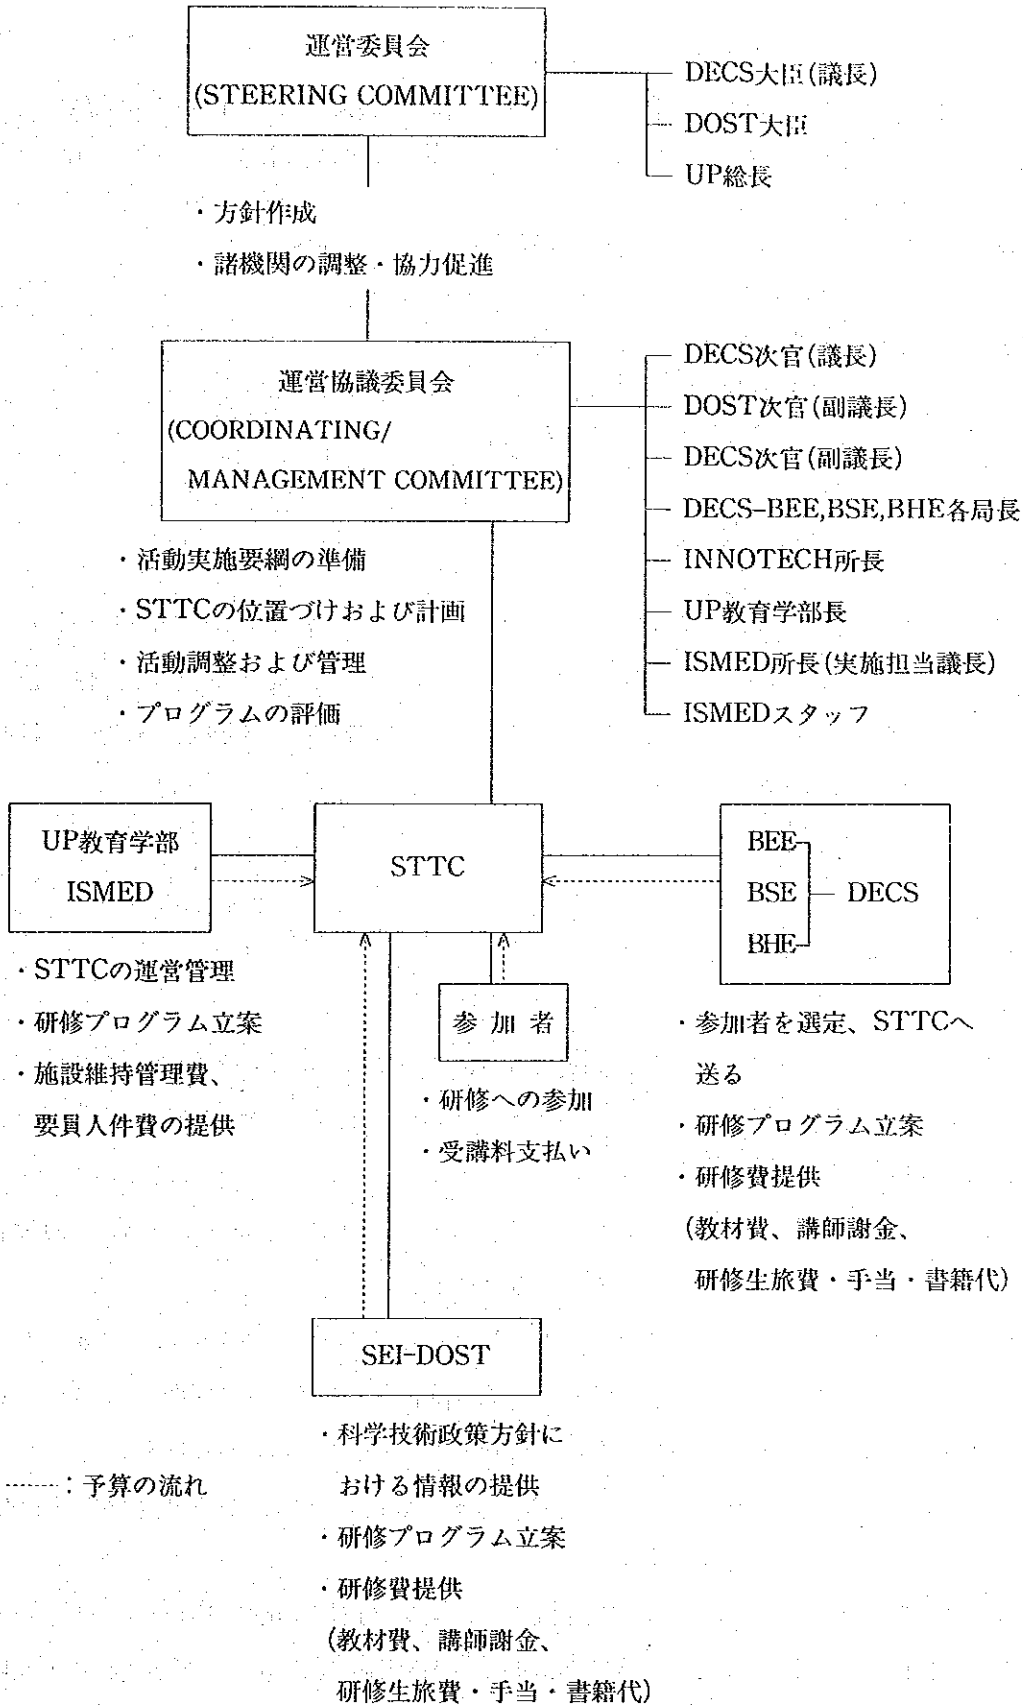 運営委員会
(STEERING COMMITTEE)
DECS大臣(議長)
DOST大臣
UP総長
・方針作成
・諸機関の調整・協力促進
運営協議委員会
(COORDINATING/
MANAGEMENT COMMITTEE)
DECS次官(議長)
DOST次官(副議長)
DECS次官(副議長)
DECS-BEE,BSE,BHE各局長
INNOTECH所長
UP教育学部長
ISMED所長(実施担当議長)
ISMEDスタッフ
・活動実施要綱の準備
・STTCの位置づけおよび計画
・活動調整および管理
・プログラムの評価
UP教育学部
ISMED
・STTCの運営管理
・研修プログラム立案
・施設維持管理費、
要員人件費の提供
STTC
参加者
・研修への参加
・受講料支払い
BEE
BSE
BHE
DECS
・参加者を選定、STTCへ
送る
・研修プログラム立案
・研修費提供
(教材費、講師謝金、
研修生旅費・手当・書籍代)
SEI-DOST
・科学技術政策方針に
おける情報の提供
・研修プログラム立案
・研修費提供
(教材費、講師謝金、
研修生旅費・手当・書籍代)
┄┄：予算の流れ